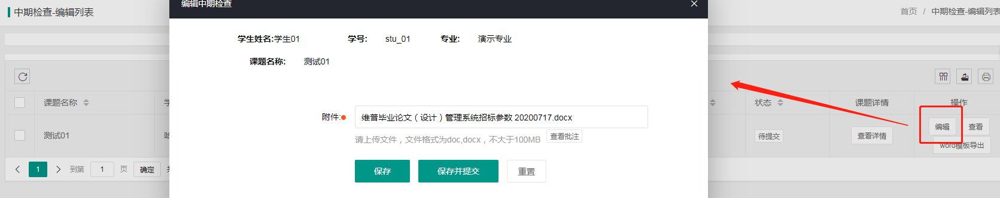 中期检查-编辑列表
首页 / 中期检查-编辑列表
编辑中期检查
学生姓名:学生01 学号: stu_01 专业: 演示专业
课题名称: 测试01
附件: 维普毕业论文（设计）管理系统招标参数 20200717.docx
请上传文件，文件格式为doc,docx，不大于100MB 查看批注
保存 保存并提交 重置
课题名称 状态 课题详情 操作
测试01 待提交 查看详情 编辑 查看
word模板导出
1 到第 1 页 确定